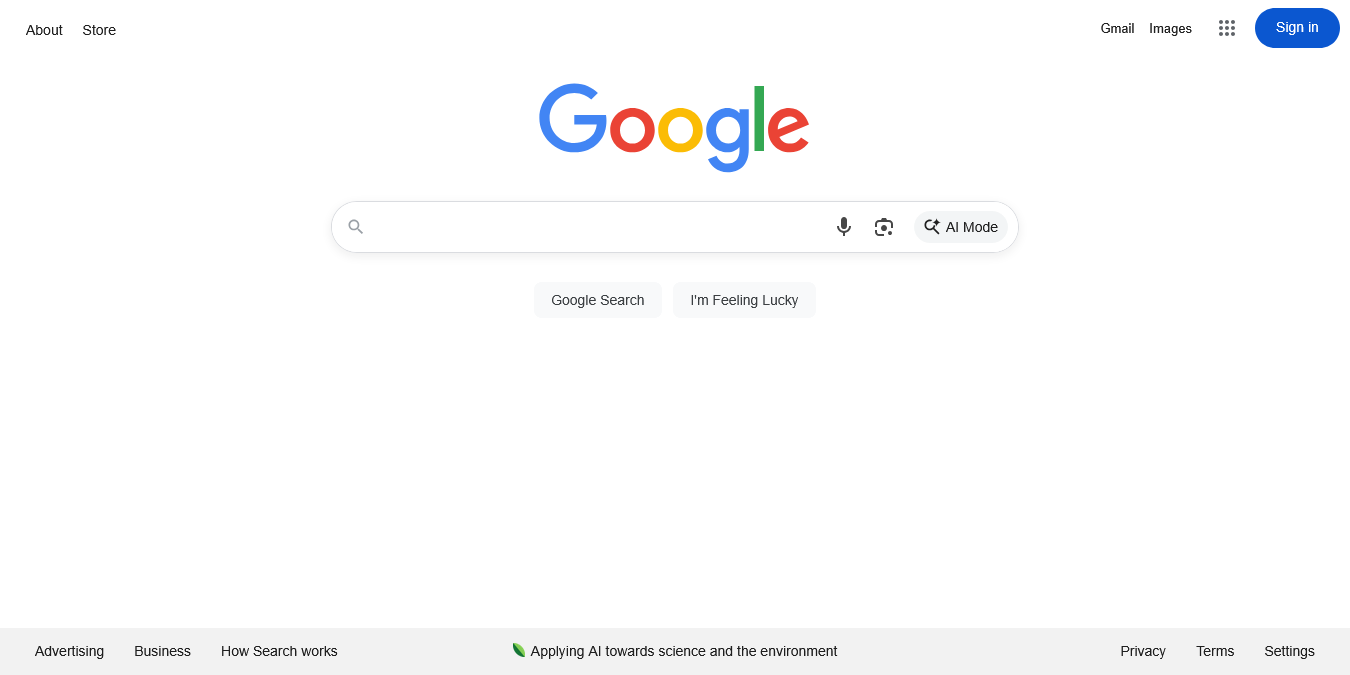 About Store Gmail Images Sign in
Google
AI Mode
Google Search I'm Feeling Lucky
Advertising Business How Search works Applying AI towards science and the environment Privacy Terms Settings